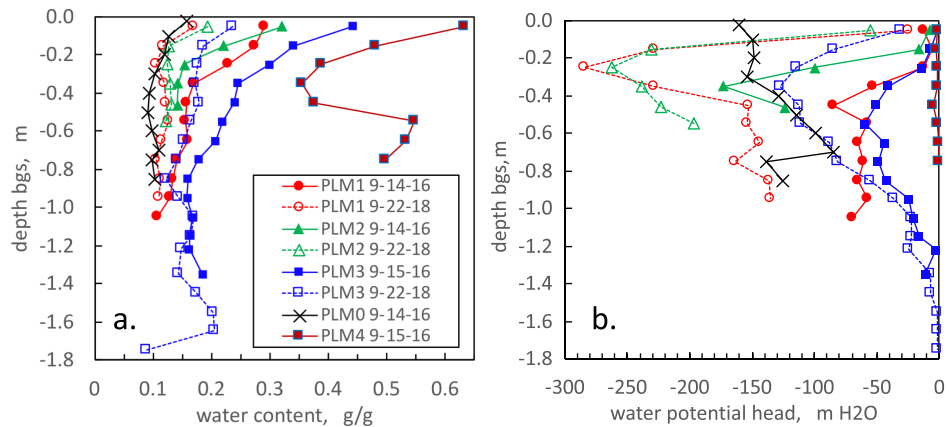 0.0
-0.2
-0.4
-0.6
-0.8
-1.0
-1.2
-1.4
-1.6
-1.8
depth bgs, m
0 0.1 0.2 0.3 0.4 0.5 0.6
water content, g/g
a.
PLM1 9-14-16
PLM1 9-22-18
PLM2 9-14-16
PLM2 9-22-18
PLM3 9-15-16
PLM3 9-22-18
PLM0 9-14-16
PLM4 9-15-16
0.0
-0.2
-0.4
-0.6
-0.8
-1.0
-1.2
-1.4
-1.6
-1.8
depth bgs, m
-300 -250 -200 -150 -100 -50 0
water potential head, m H2O
b.